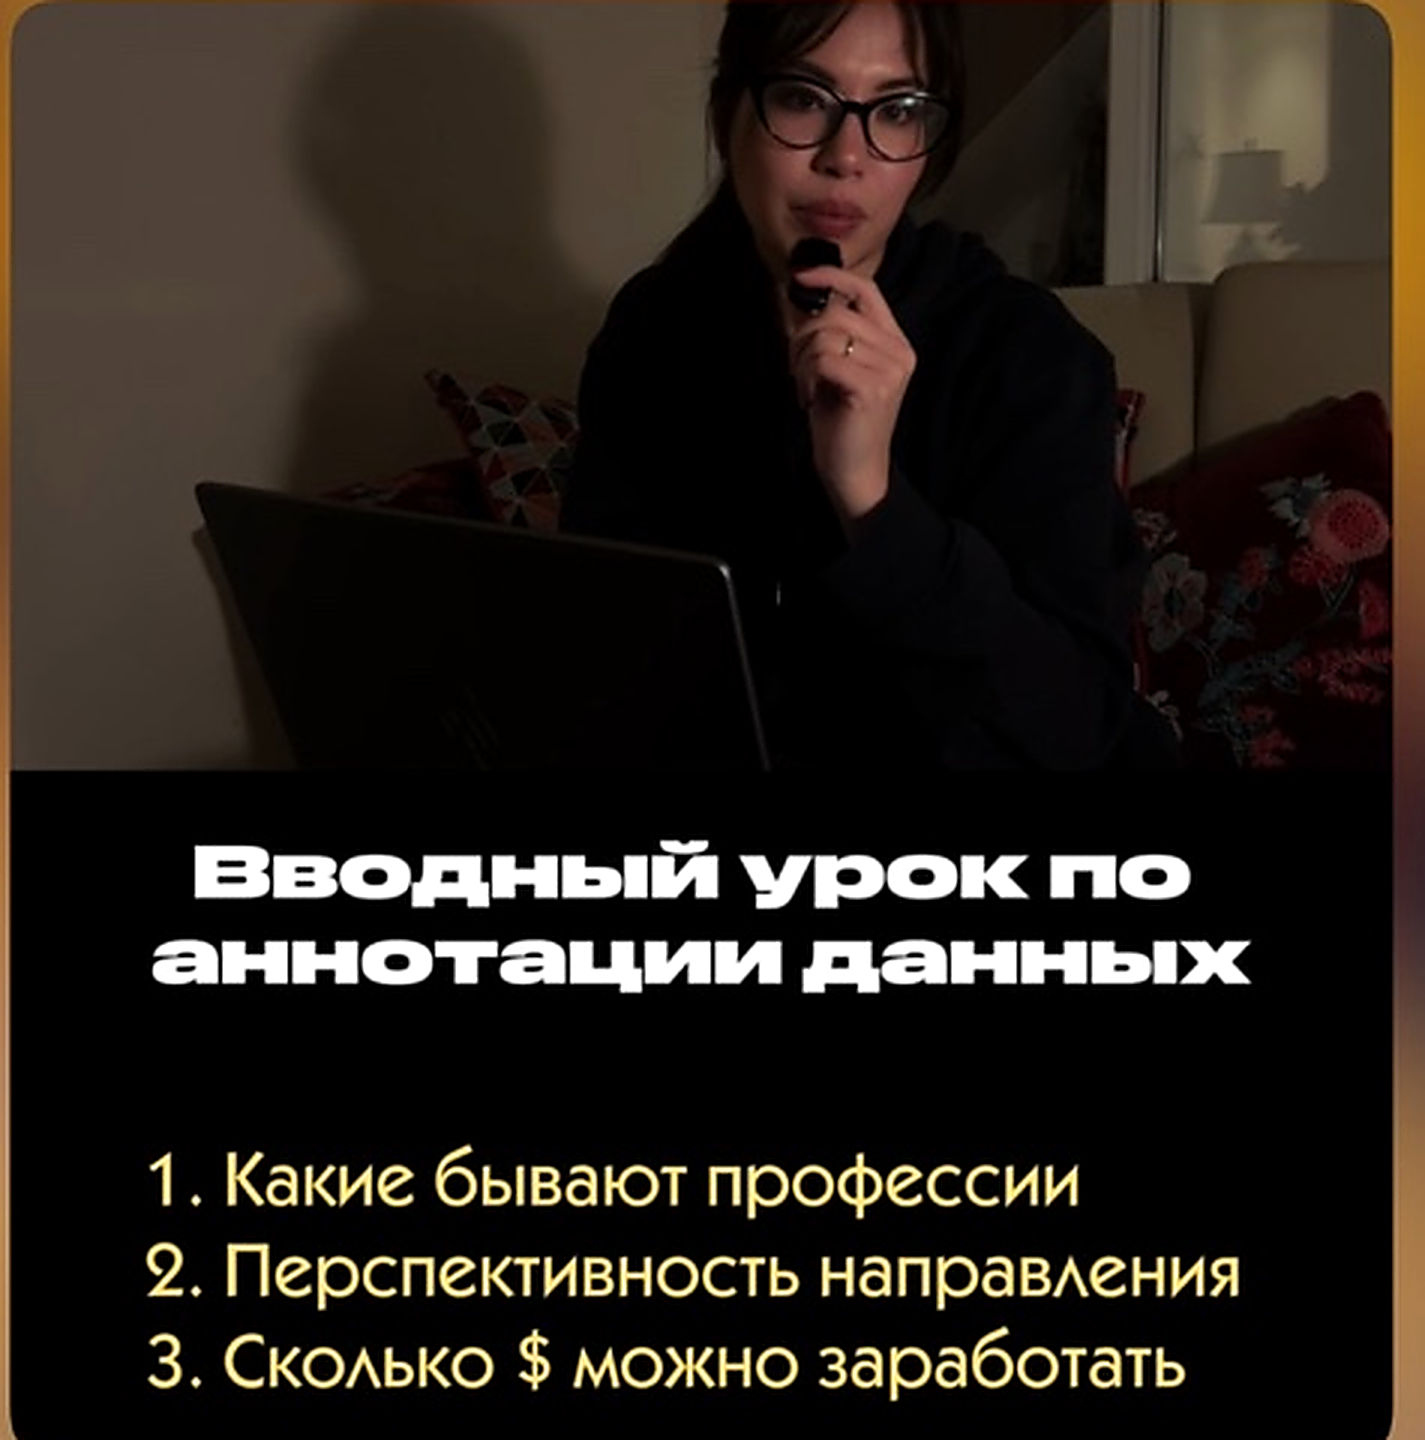 Вводный урок по
аннотации данных
1. Какие бывают профессии
2. Перспективность направления
3. Сколько $ можно заработать